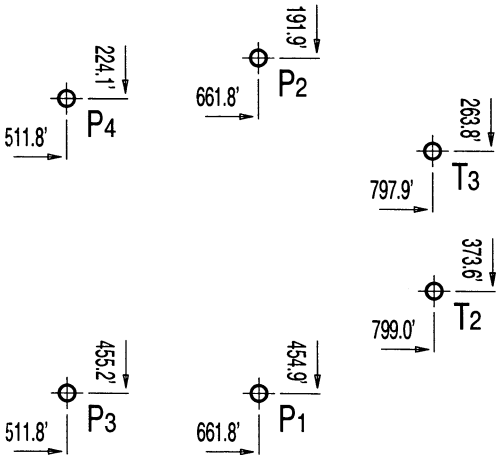 191.9'
P2
661.8'
224.1'
P4
511.8'
263.8'
T3
797.9'
373.6'
T2
799.0'
455.2'
P3
511.8'
454.9'
P1
661.8'